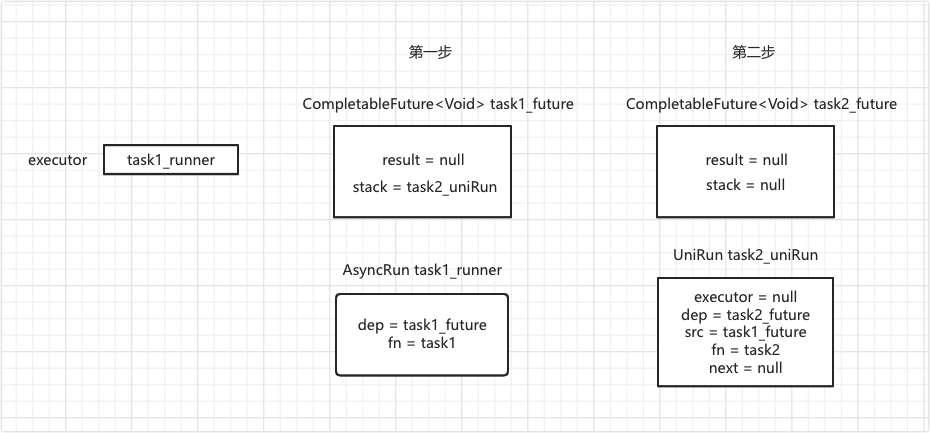 第一步
第二步
CompletableFuture<Void> task1_future
CompletableFuture<Void> task2_future
executor
task1_runner
result = null
stack = task2_uniRun
result = null
stack = null
AsyncRun task1_runner
UniRun task2_uniRun
dep = task1_future
fn = task1
executor = null
dep = task2_future
src = task1_future
fn = task2
next = null